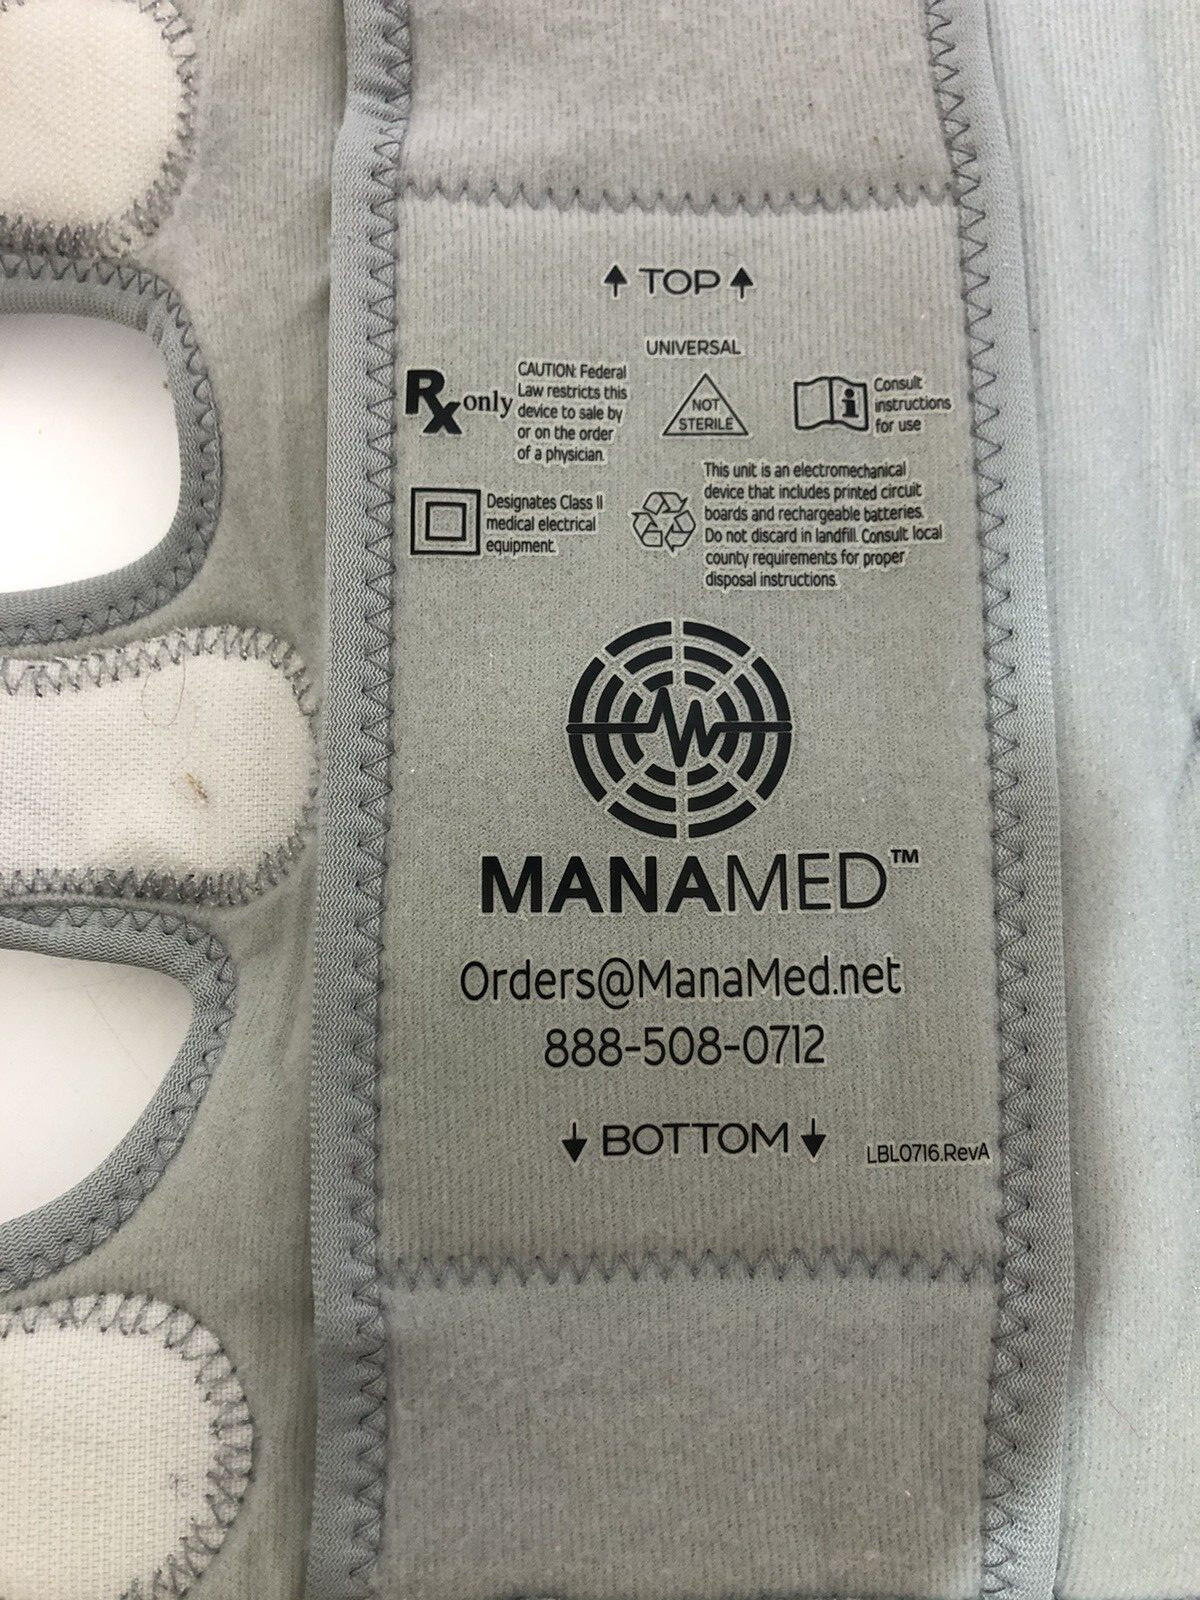 TOP
UNIVERSAL
Rx only
CAUTION: Federal
Law restricts this
device to sale by
or on the order
of a physician.
NOT
STERILE
i
Consult
instructions
for use
Designates Class II
medical electrical
equipment.
This unit is an electromechanical
device that includes printed circuit
boards and rechargeable batteries.
Do not discard in landfill. Consult local
county requirements for proper
disposal instructions.
MANAMED™
Orders@ManaMed.net
888-508-0712
BOTTOM
LBL0716.RevA